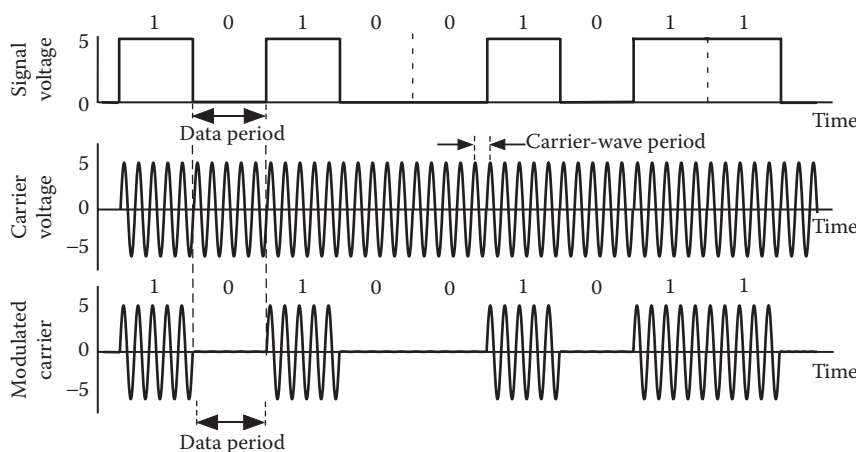 1 0 1 0 0 1 0 1 1
5
Signal
voltage
0
Time
Data period
Carrier-wave period
5
Carrier
voltage
0
Time
−5
1 0 1 0 0 1 0 1 1
5
Modulated
carrier
0
Time
−5
Data period